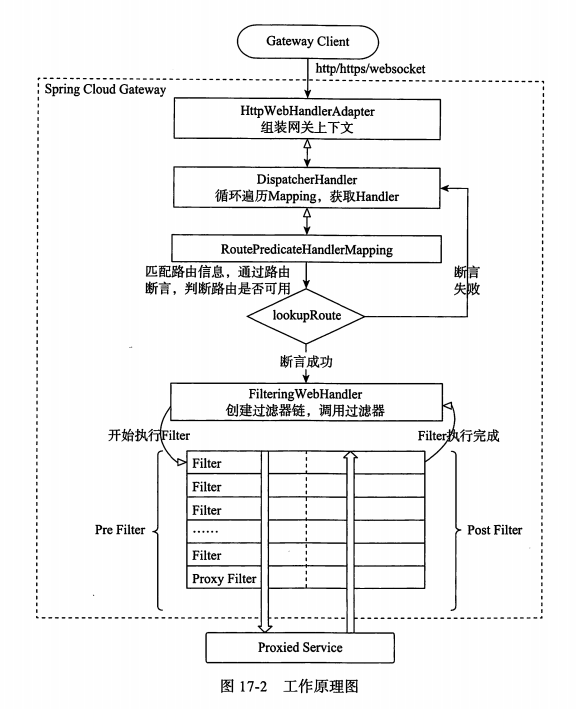 Gateway Client
http/https/websocket
Spring Cloud Gateway
HttpWebHandlerAdapter
组装网关上下文
DispatcherHandler
循环遍历Mapping，获取Handler
RoutePredicateHandlerMapping
匹配路由信息，通过路由
断言，判断路由是否可用
断言
失败
lookupRoute
断言成功
FilteringWebHandler
创建过滤器链，调用过滤器
开始执行Filter
Filter执行完成
Filter
Filter
Filter
……
Filter
Proxy Filter
Pre Filter
Post Filter
Proxied Service
图 17-2 工作原理图